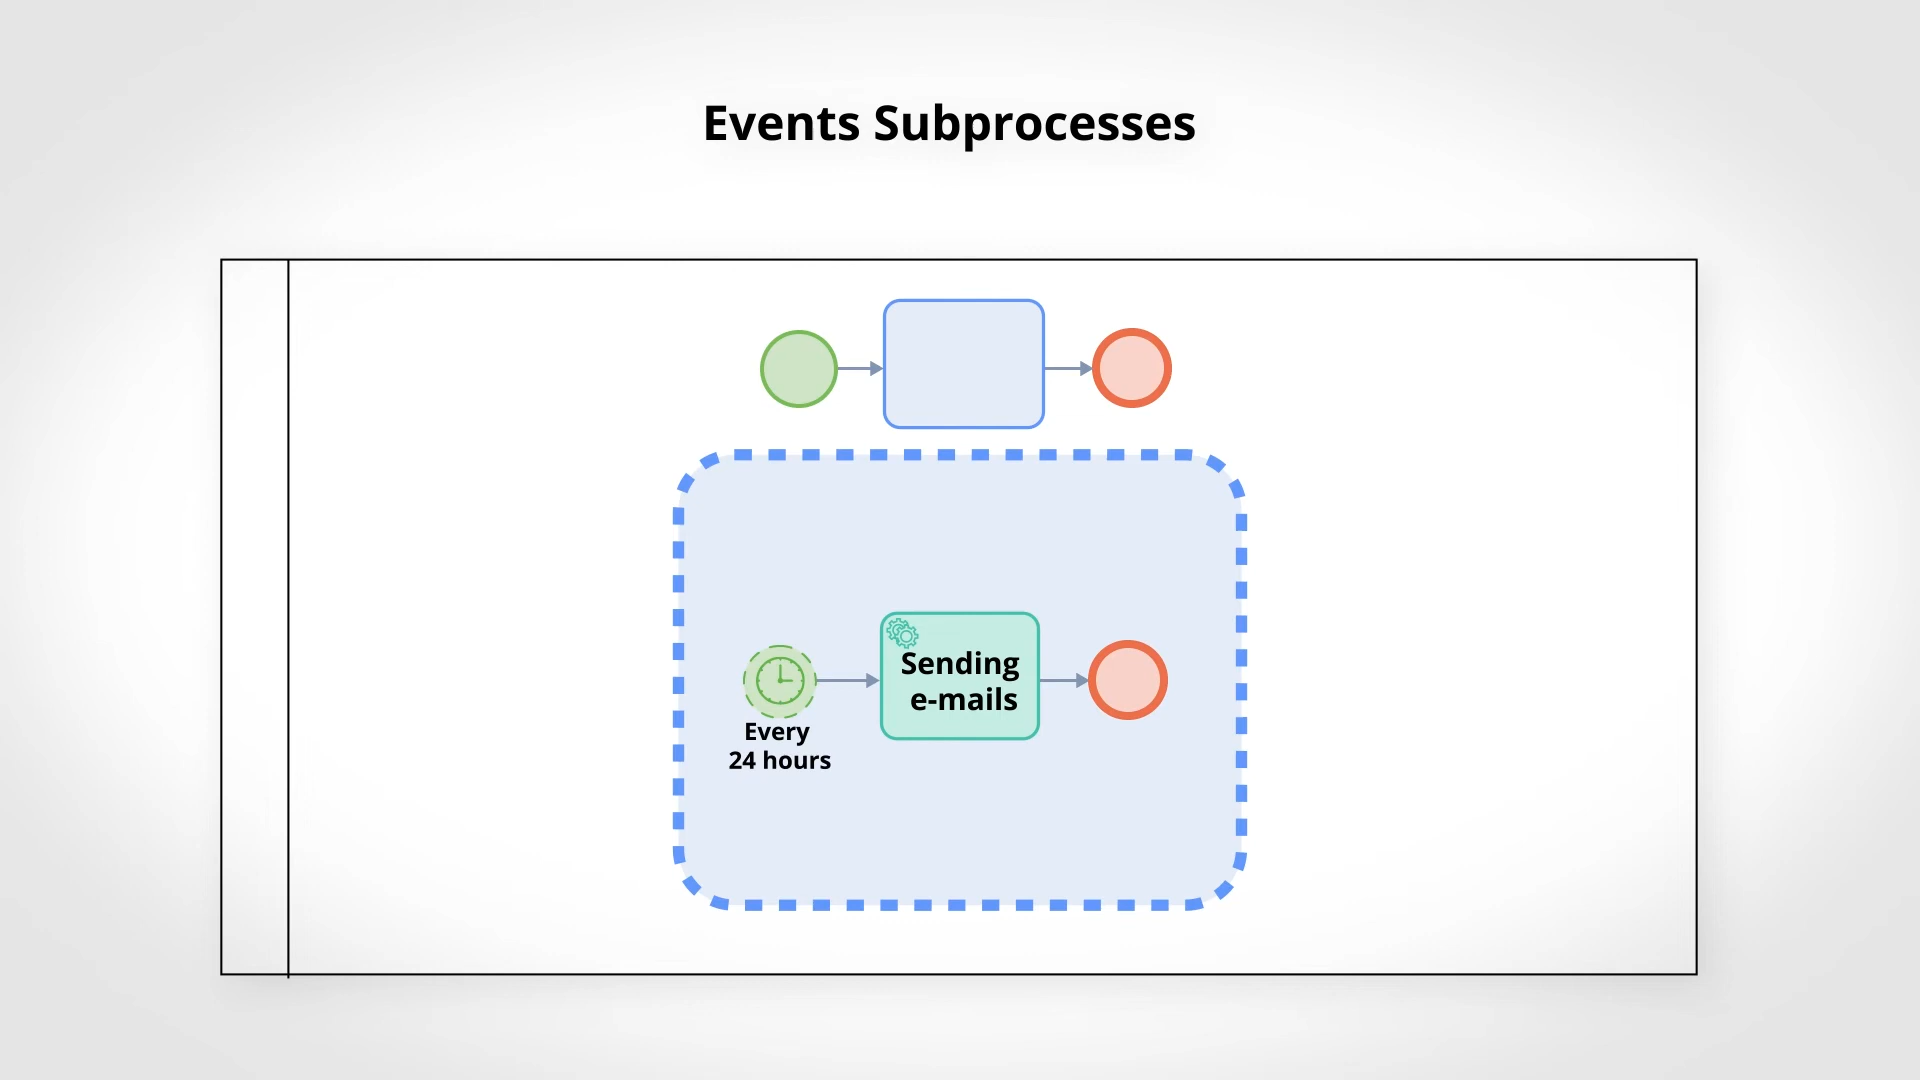 Events Subprocesses
Sending
e-mails
Every
24 hours